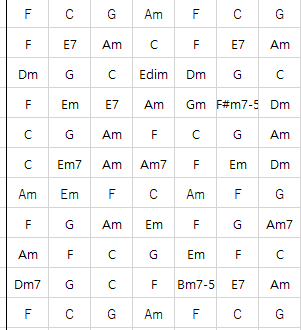 F C G Am F C G
F E7 Am C F E7 Am
Dm G C Edim Dm G C
F Em E7 Am Gm F#m7-5 Dm
C G Am F C G Am
C Em7 Am Am7 F Em Dm
Am Em F C Am F G
F G Am Em F G Am7
Am F C G Em F C
Dm7 G C F Bm7-5 E7 Am
F C G Am F C G